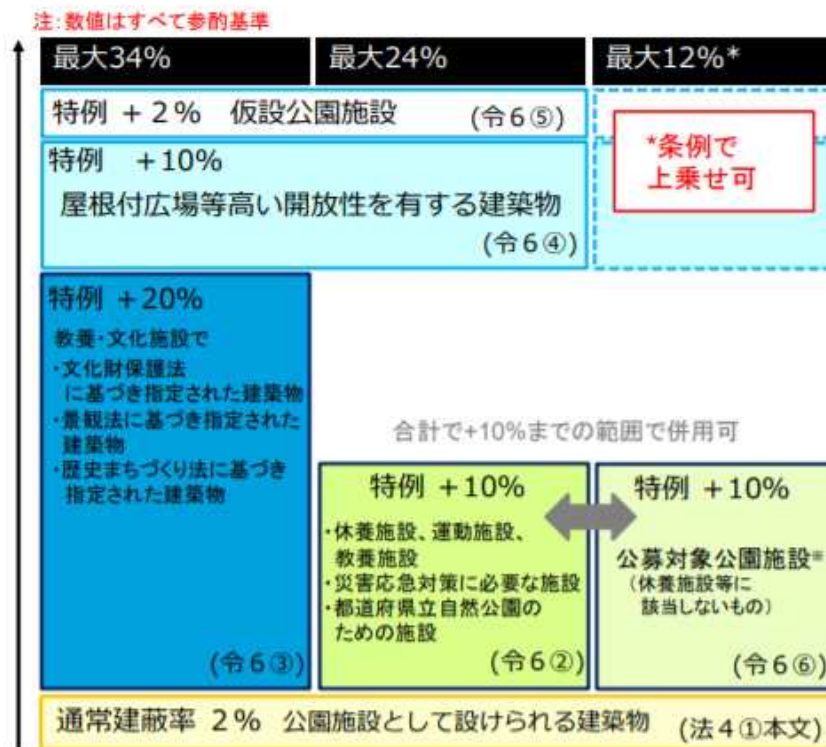 注:数値はすべて参酌基準
最大34%
最大24%
最大12%*
特例 +2% 仮設公園施設 (令6⑤)
特例 +10%
屋根付広場等高い開放性を有する建築物
(令6④)
*条例で
上乗せ可
特例 +20%
教養・文化施設で
・文化財保護法
に基づき指定された建築物
・景観法に基づき指定された
建築物
・歴史まちづくり法に基づき
指定された建築物
(令6③)
合計で+10%までの範囲で併用可
特例 +10%
・休養施設、運動施設、
教養施設
・災害応急対策に必要な施設
・都道府県立自然公園の
ための施設
(令6②)
特例 +10%
公募対象公園施設※
(休養施設等に
該当しないもの)
(令6⑥)
通常建蔽率 2% 公園施設として設けられる建築物 (法4①本文)